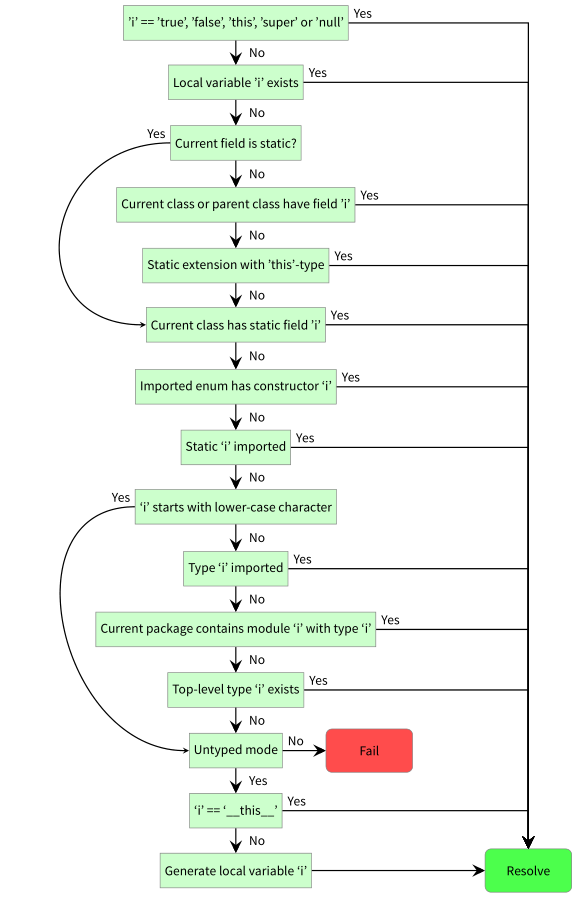 ’i’ == ’true’, ’false’, ’this’, ’super’ or ’null’ Yes
No
Local variable ’i’ exists Yes
No
Yes Current field is static?
No
Current class or parent class have field ’i’ Yes
No
Static extension with ’this’-type Yes
No
Current class has static field ’i’ Yes
No
Imported enum has constructor ‘i’ Yes
No
Static ‘i’ imported Yes
No
Yes ‘i’ starts with lower-case character
No
Type ‘i’ imported Yes
No
Current package contains module ‘i’ with type ‘i’ Yes
No
Top-level type ‘i’ exists Yes
No
Untyped mode No Fail
Yes
‘i’ == ‘__this__’ Yes
No
Generate local variable ‘i’ Resolve